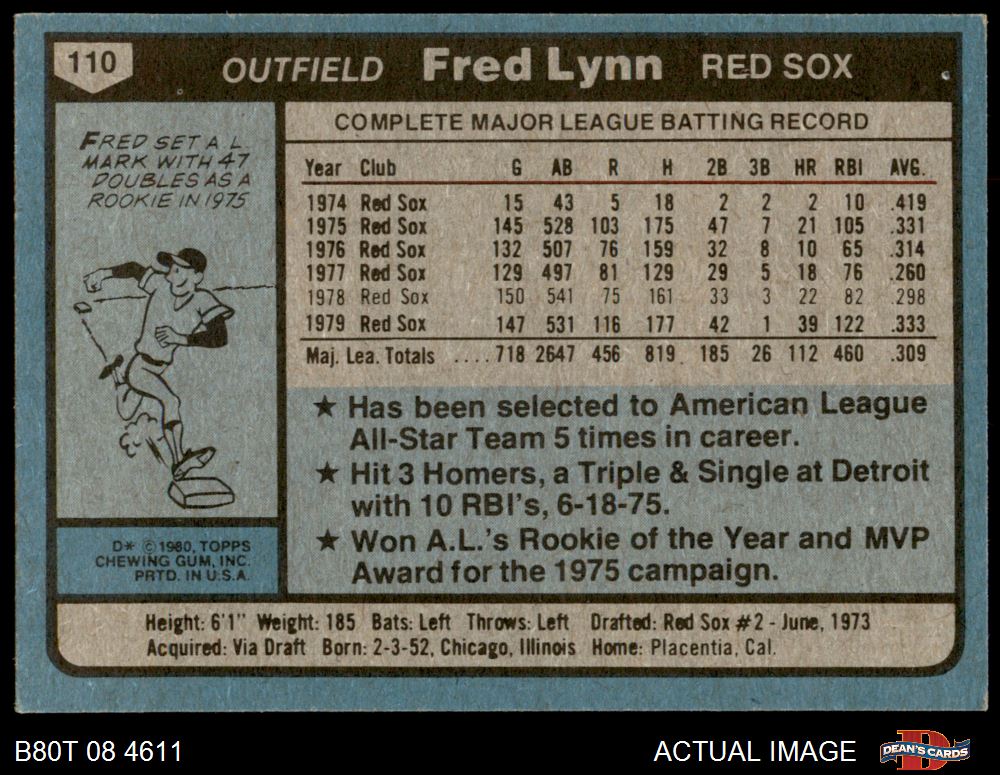 110 OUTFIELD Fred Lynn RED SOX
FRED SET A L
MARK WITH 47
DOUBLES AS A
ROOKIE IN 1975
COMPLETE MAJOR LEAGUE BATTING RECORD
Year Club G AB R H 2B 3B HR RBI AVG.
1974 Red Sox 15 43 5 18 2 2 2 10 .419
1975 Red Sox 145 528 103 175 47 7 21 105 .331
1976 Red Sox 132 507 76 159 32 8 10 65 .314
1977 Red Sox 129 497 81 129 29 5 18 76 .260
1978 Red Sox 150 541 75 161 33 3 22 82 .298
1979 Red Sox 147 531 116 177 42 1 39 122 .333
Maj. Lea. Totals ....718 2647 456 819 185 26 112 460 .309
★ Has been selected to American League
All-Star Team 5 times in career.
★ Hit 3 Homers, a Triple & Single at Detroit
with 10 RBI's, 6-18-75.
★ Won A.L.'s Rookie of the Year and MVP
Award for the 1975 campaign.
D* © 1980, TOPPS
CHEWING GUM, INC.
PRTD. IN U.S.A.
Height: 6'1" Weight: 185 Bats: Left Throws: Left Drafted: Red Sox #2 - June, 1973
Acquired: Via Draft Born: 2-3-52, Chicago, Illinois Home: Placentia, Cal.
B80T 08 4611 ACTUAL IMAGE DEAN'S CARDS